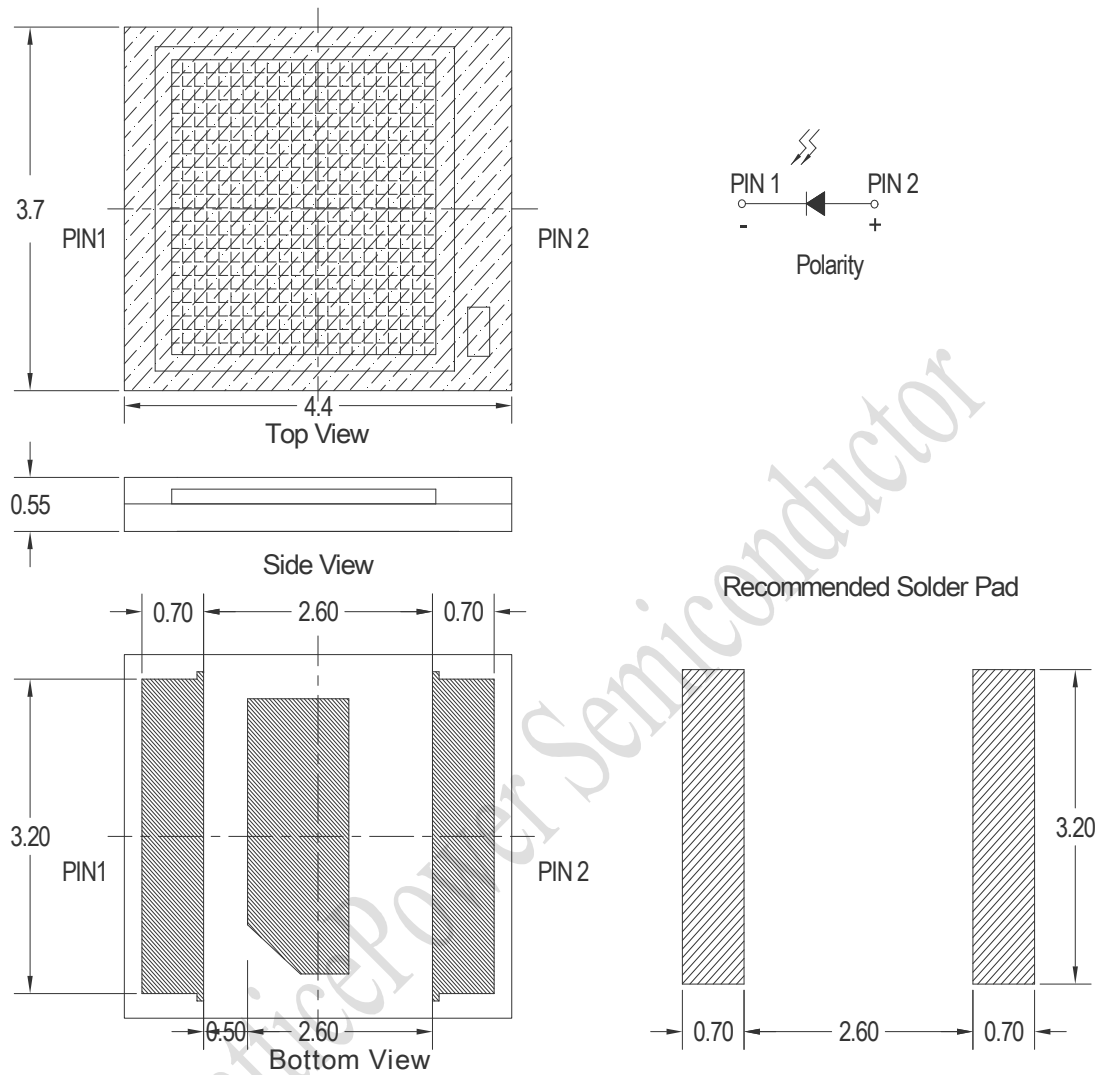 3.7
PIN1
PIN 2
4.4
Top View
PIN 1
PIN 2
-
+
Polarity
0.55
Side View
Recommended Solder Pad
0.70
2.60
0.70
3.20
PIN1
PIN 2
0.50
2.60
Bottom View
3.20
0.70
2.60
0.70
Power Semiconductor